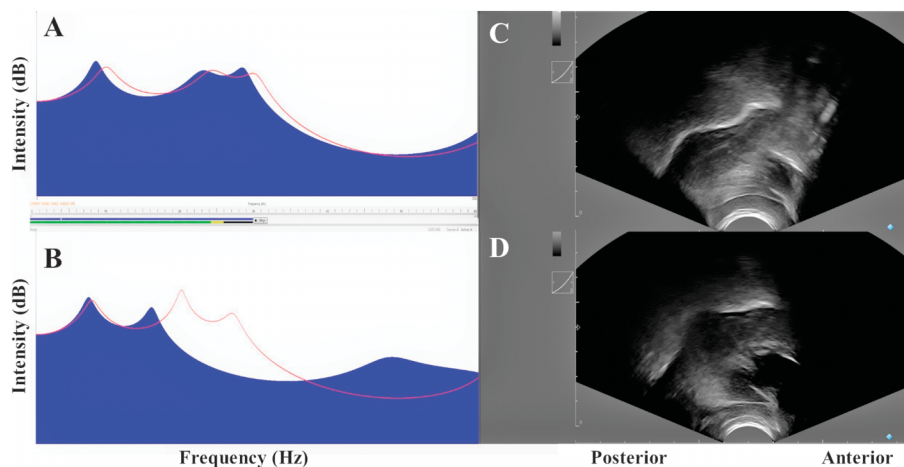 A
C
Intensity (dB)
B
D
Intensity (dB)
Frequency (Hz)
Posterior
Anterior